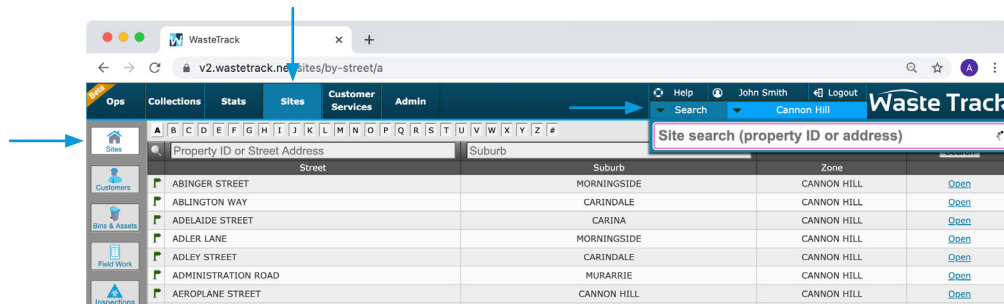 WasteTrack
v2.wastetrack.ne sites/by-street/a
A
Beta
Ops
Collections
Stats
Sites
Customer Services
Admin
Help
John Smith
Logout
Search
Cannon Hill
Waste Track
Sites
A B C D E F G H I J K L M N O P Q R S T U V W X Y Z #
Site search (property ID or address)
Property ID or Street Address
Suburb
Search
Street Suburb Zone
Customers
ABINGER STREET MORNINGSIDE CANNON HILL Open
ABLINGTON WAY CARINDALE CANNON HILL Open
Bins & Assets
ADELAIDE STREET CARINA CANNON HILL Open
ADLER LANE MORNINGSIDE CANNON HILL Open
Field Work
ADLEY STREET CARINDALE CANNON HILL Open
ADMINISTRATION ROAD MURARRIE CANNON HILL Open
Inspections
AEROPLANE STREET CANNON HILL CANNON HILL Open